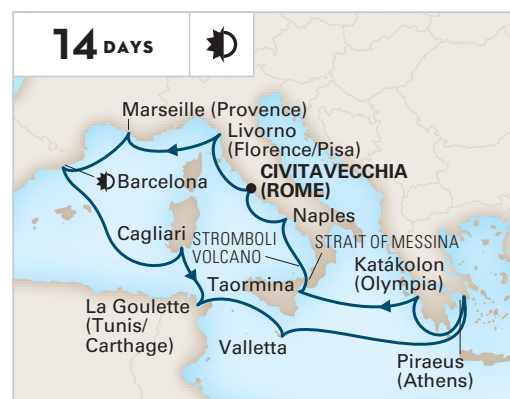 14 DAYS
Marseille (Provence)
Livorno
(Florence/Pisa)
CIVITAVECCHIA
(ROME)
Barcelona
Naples
Cagliari
STROMBOLI
VOLCANO
STRAIT OF MESSINA
Katákolon
(Olympia)
Taormina
La Goulette
(Tunis/
Carthage)
Valletta
Piraeus
(Athens)